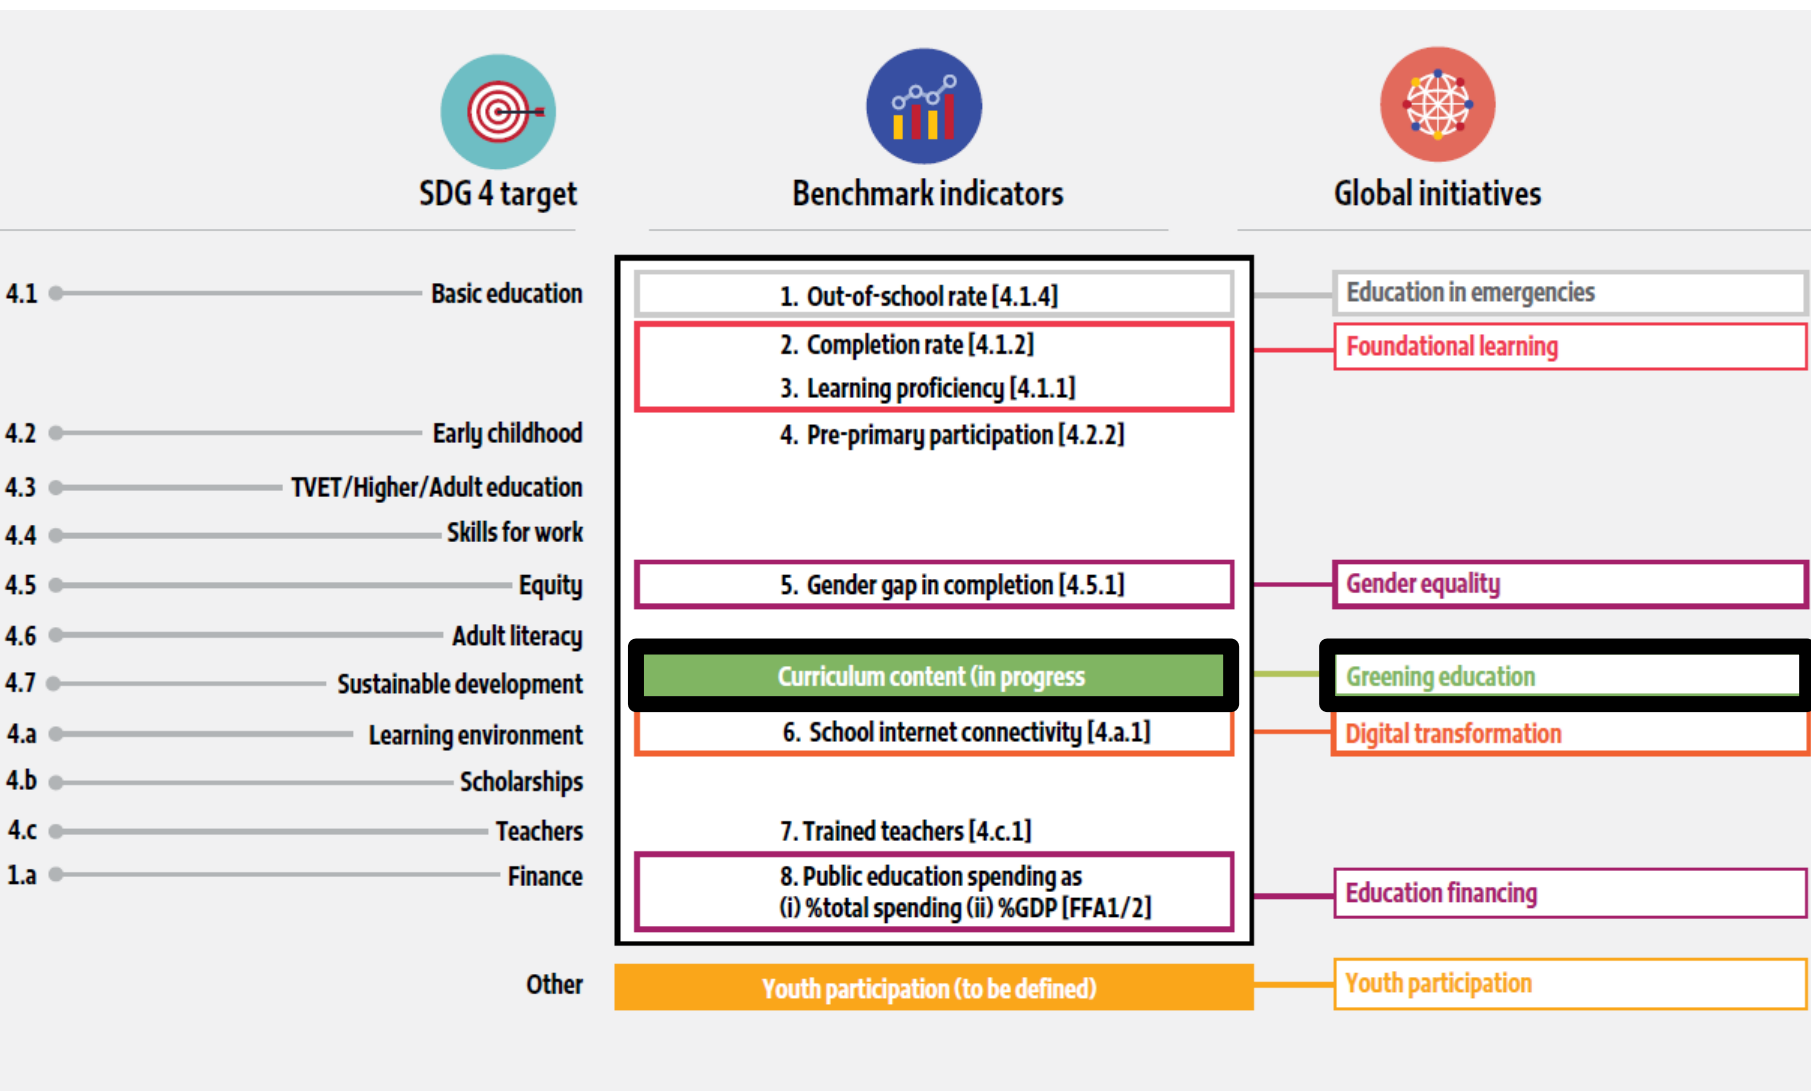 SDG 4 target
Benchmark indicators
Global initiatives
4.1 Basic education
1. Out-of-school rate [4.1.4]
Education in emergencies
2. Completion rate [4.1.2]
Foundational learning
3. Learning proficiency [4.1.1]
4.2 Early childhood
4. Pre-primary participation [4.2.2]
4.3 TVET/Higher/Adult education
4.4 Skills for work
4.5 Equity
5. Gender gap in completion [4.5.1]
Gender equality
4.6 Adult literacy
4.7 Sustainable development
Curriculum content (in progress
Greening education
4.a Learning environment
6. School internet connectivity [4.a.1]
Digital transformation
4.b Scholarships
4.c Teachers
7. Trained teachers [4.c.1]
1.a Finance
8. Public education spending as
(i) %total spending (ii) %GDP [FFA1/2]
Education financing
Other
Youth participation (to be defined)
Youth participation